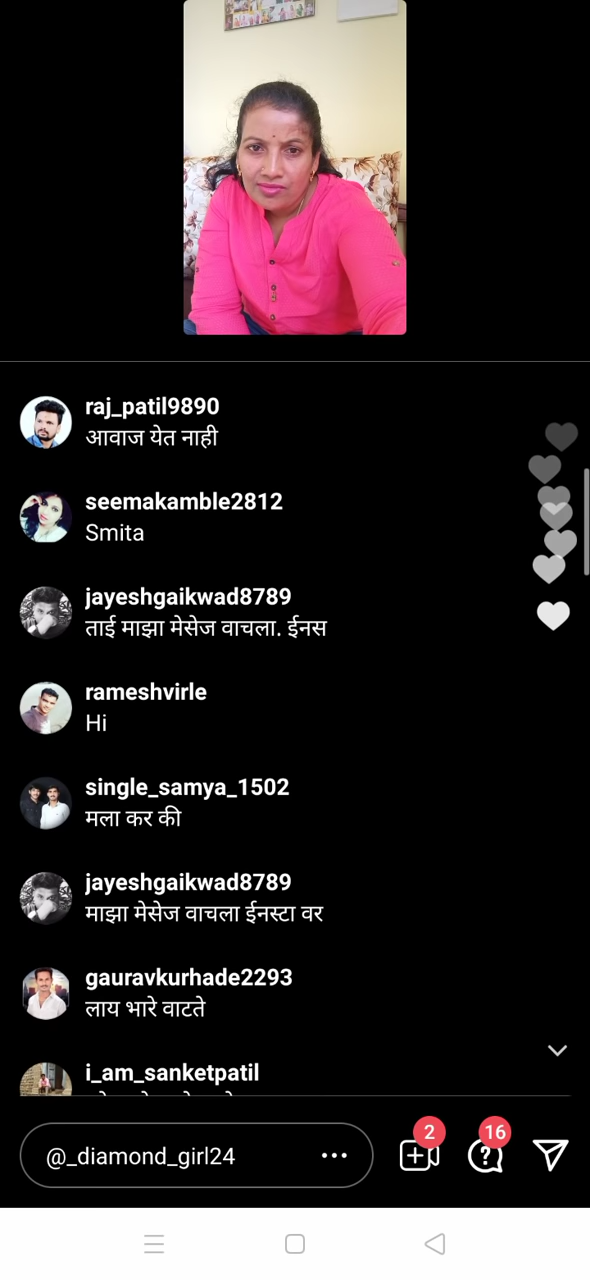 raj_patil9890
आवाज येत नाही
seemakamble2812
Smita
jayeshgaikwad8789
ताई माझा मेसेज वाचला. ईनस
rameshvirle
Hi
single_samya_1502
मला कर की
jayeshgaikwad8789
माझा मेसेज वाचला ईनस्टा वर
gauravkurhade2293
लाय भारे वाटते
i_am_sanketpatil
2
16
@_diamond_girl24